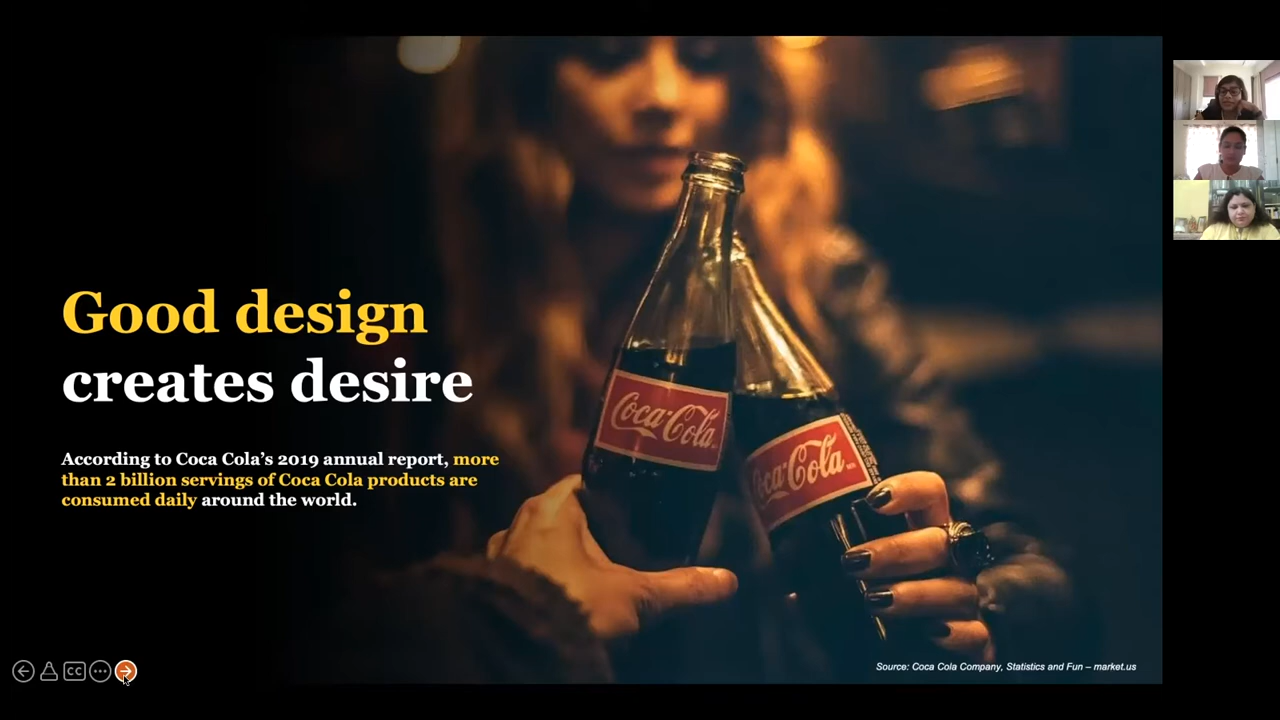 Good design
creates desire
According to Coca Cola's 2019 annual report, more
than 2 billion servings of Coca Cola products are
consumed daily around the world.
Coca-Cola
Coca-Cola
CC
Source: Coca Cola Company, Statistics and Fun – market.us